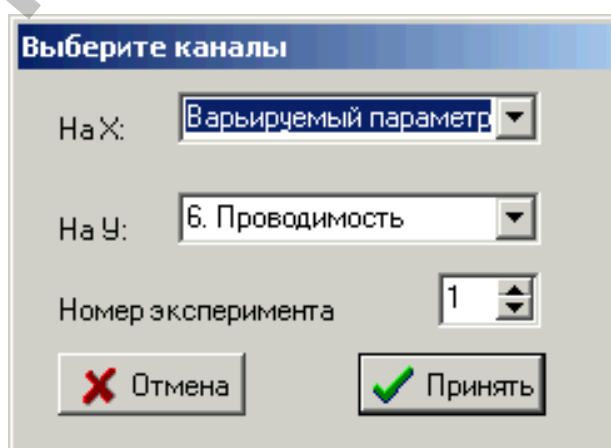 Выберите каналы
На X: Варьируемый параметр
На У: 6. Проводимость
Номер эксперимента 1
Отмена Принять